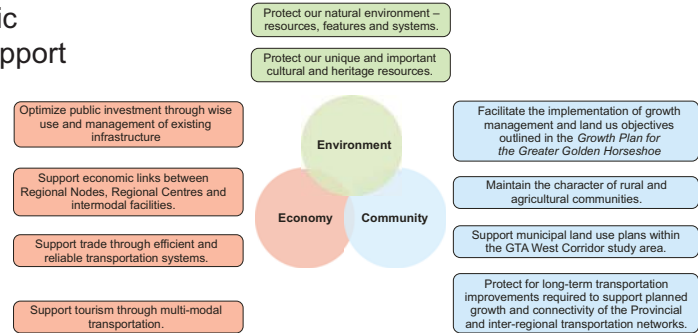 ic
pport
Protect our natural environment –
resources, features and systems.
Protect our unique and important
cultural and heritage resources.
Optimize public investment through wise
use and management of existing
infrastructure
Support economic links between
Regional Nodes, Regional Centres and
intermodal facilities.
Support trade through efficient and
reliable transportation systems.
Support tourism through multi-modal
transportation.
Environment
Economy
Community
Facilitate the implementation of growth
management and land us objectives
outlined in the Growth Plan for
the Greater Golden Horseshoe
Maintain the character of rural and
agricultural communities.
Support municipal land use plans within
the GTA West Corridor study area.
Protect for long-term transportation
improvements required to support planned
growth and connectivity of the Provincial
and inter-regional transportation networks.